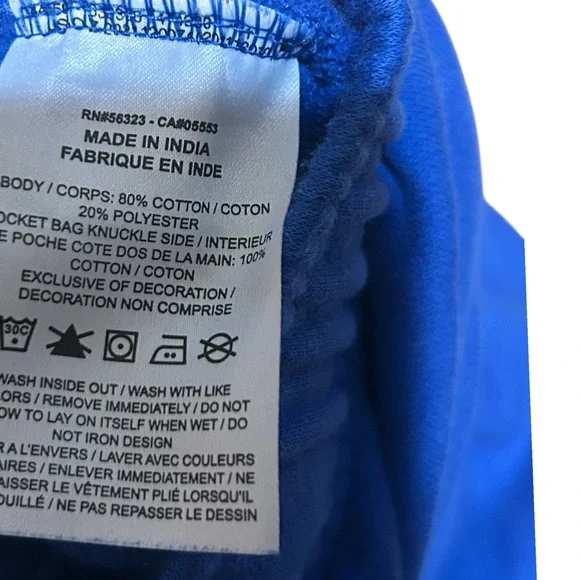 RN#56323 - CA#05553
MADE IN INDIA
FABRIQUE EN INDE
BODY / CORPS: 80% COTTON / COTON
20% POLYESTER
OCKET BAG KNUCKLE SIDE / INTERIEUR
E POCHE COTE DOS DE LA MAIN: 100%
COTTON / COTON
EXCLUSIVE OF DECORATION /
DECORATION NON COMPRISE
30C
WASH INSIDE OUT / WASH WITH LIKE
LORS / REMOVE IMMEDIATELY / DO NOT
OW TO LAY ON ITSELF WHEN WET / DO
NOT IRON DESIGN
R A L'ENVERS / LAVER AVEC COULEURS
AIRES / ENLEVER IMMÉDIATEMENT / NE
AISSER LE VÊTEMENT PLIÉ LORSQU'IL
OUILLÉ / NE PAS REPASSER LE DESSIN